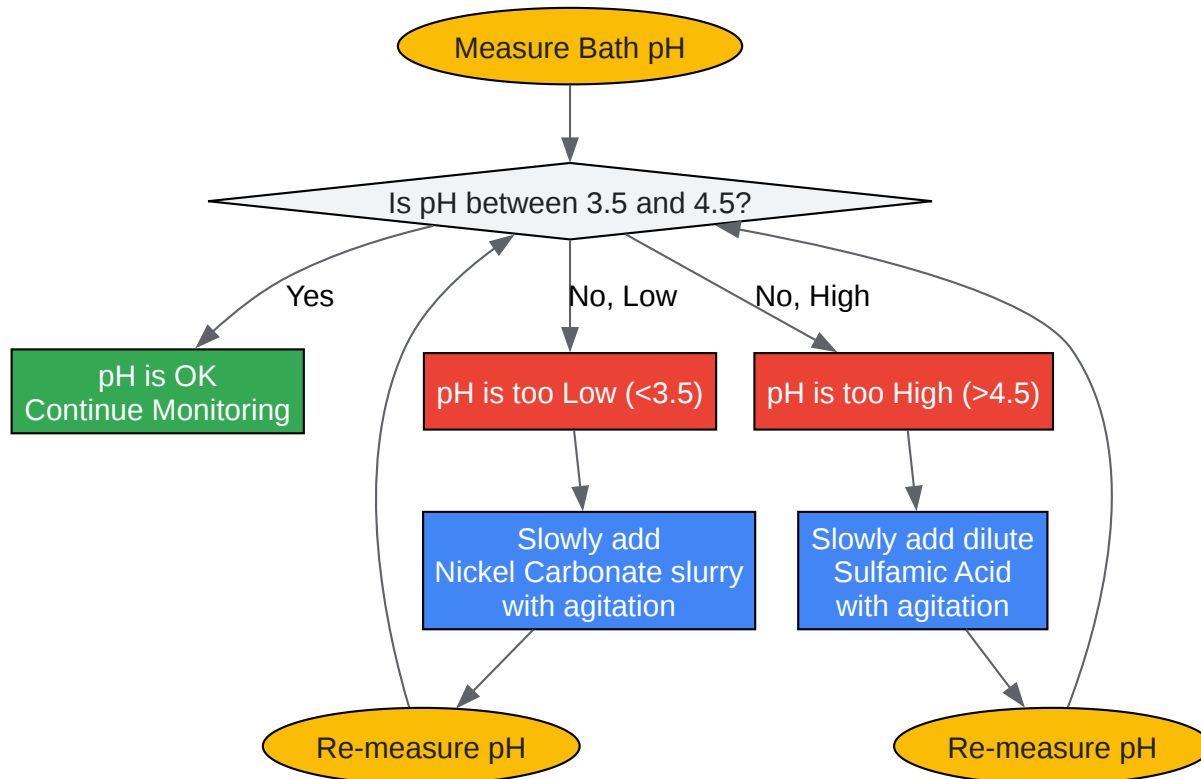 Measure Bath pH
Is pH between 3.5 and 4.5?
Yes
No, Low
No, High
pH is OK
Continue Monitoring
pH is too Low (<3.5)
pH is too High (>4.5)
Slowly add
Nickel Carbonate slurry
with agitation
Slowly add dilute
Sulfamic Acid
with agitation
Re-measure pH
Re-measure pH